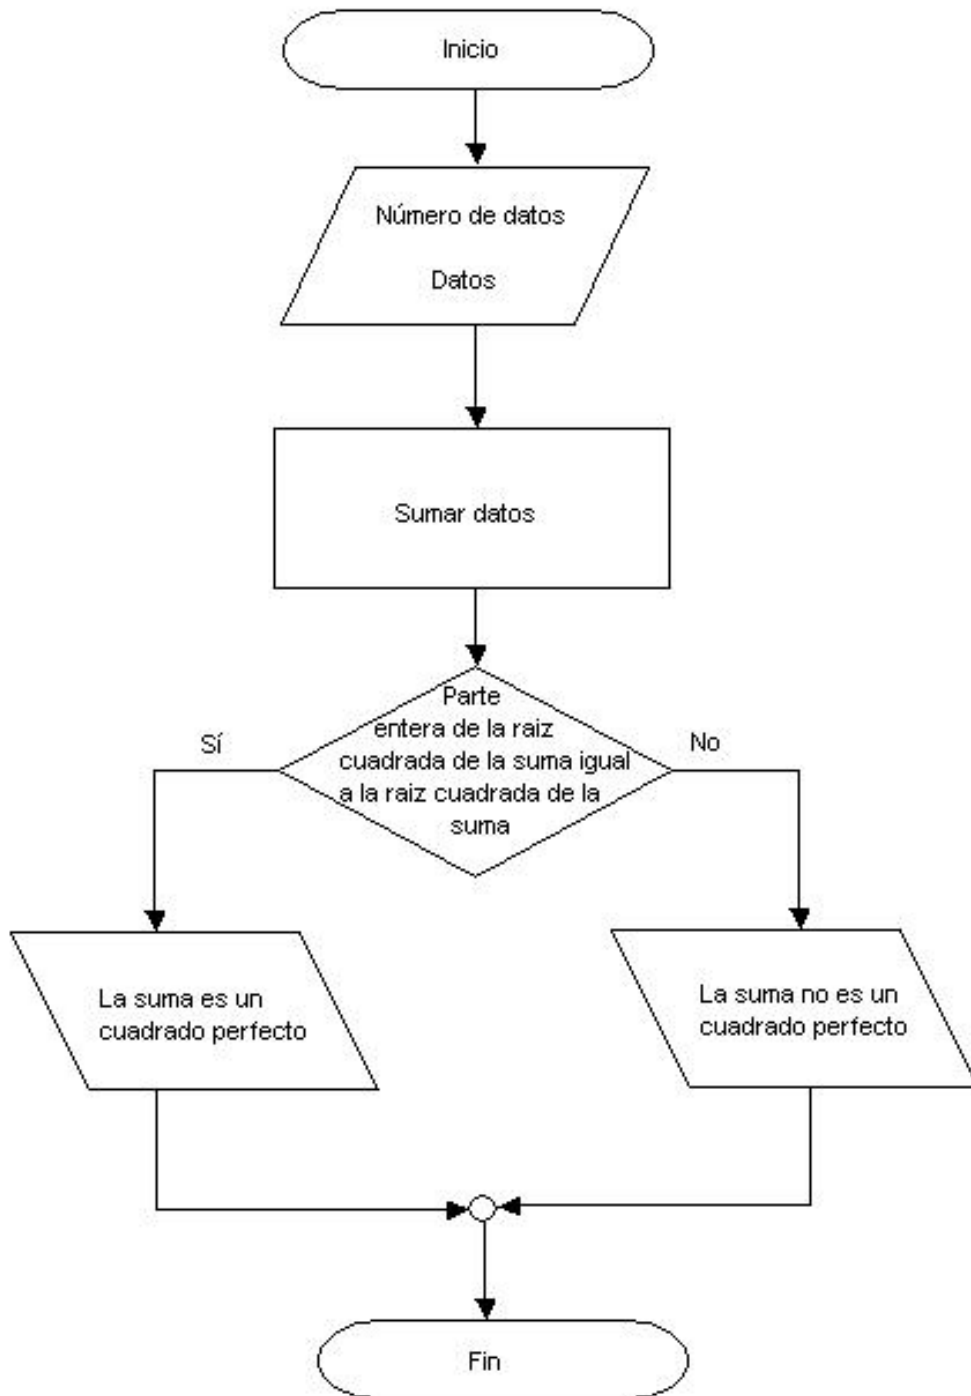 Inicio
Número de datos
Datos
Sumar datos
Parte
entera de la raiz
cuadrada de la suma igual
a la raiz cuadrada de la
suma
Sí
No
La suma es un
cuadrado perfecto
La suma no es un
cuadrado perfecto
Fin